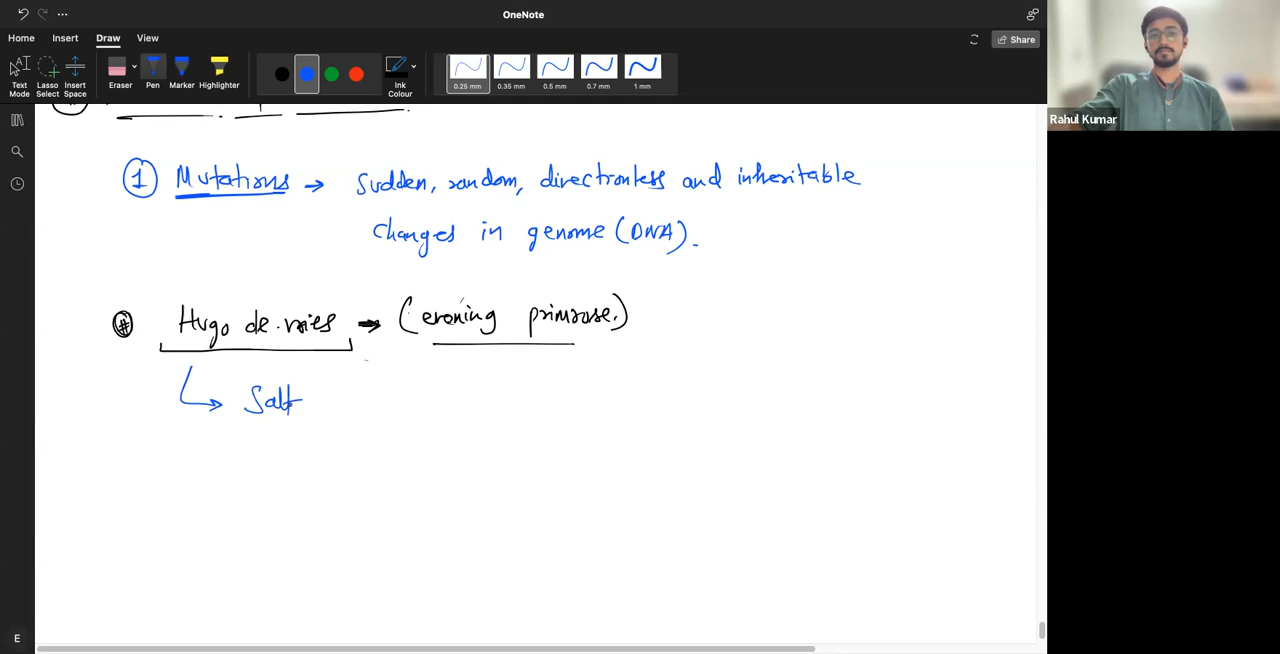 OneNote
Home Insert Draw View
Share
Text Mode
Lasso Select
Insert Space
Eraser
Pen
Marker
Highlighter
Ink Colour
0.25 mm
0.35 mm
0.5 mm
0.7 mm
1 mm
Rahul Kumar
① Mutations → Sudden, random, directionless and inheritable
changes in genome (DNA).
# Hugo de vries → (evening primrose.)
↳ Salt
E